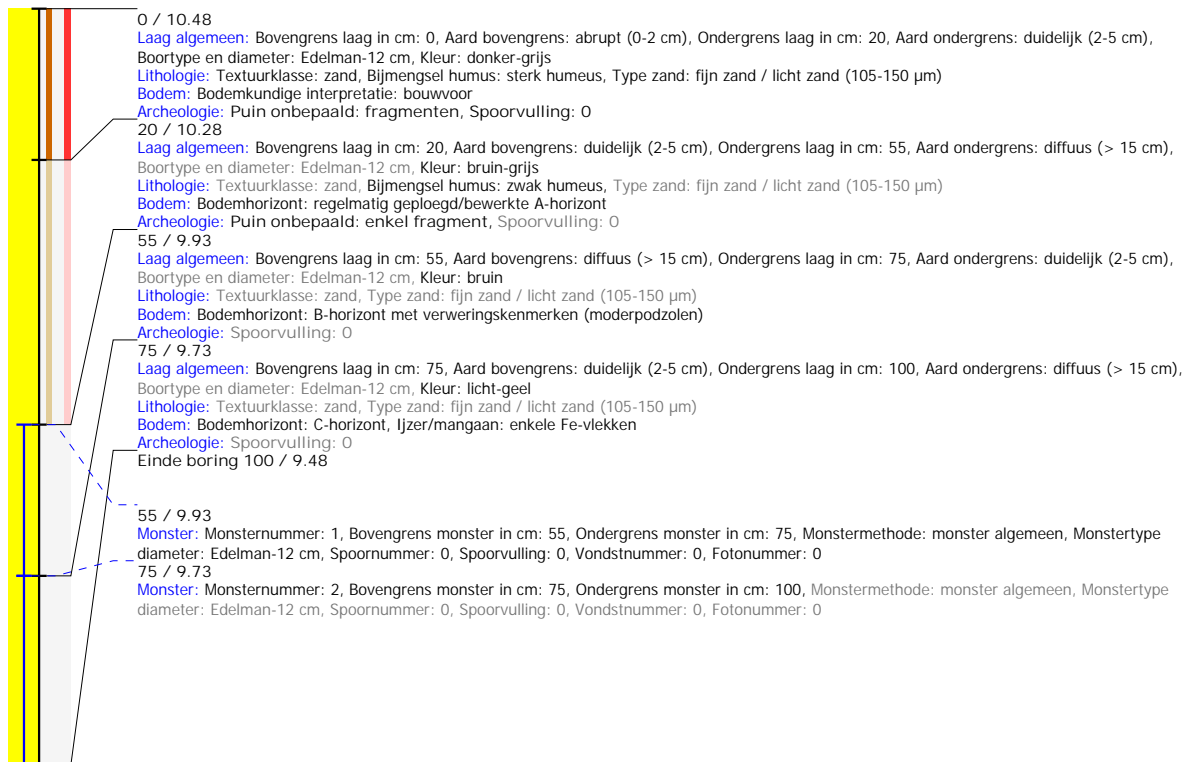 0 / 10.48
Laag algemeen: Bovengrens laag in cm: 0, Aard bovengrens: abrupt (0-2 cm), Ondergrens laag in cm: 20, Aard ondergrens: duidelijk (2-5 cm),
Boortype en diameter: Edelman-12 cm, Kleur: donker-grijs
Lithologie: Textuurklasse: zand, Bijmengsel humus: sterk humeus, Type zand: fijn zand / licht zand (105-150 µm)
Bodem: Bodemkundige interpretatie: bouwvoor
Archeologie: Puin onbepaald: fragmenten, Spoorvulling: 0
20 / 10.28
Laag algemeen: Bovengrens laag in cm: 20, Aard bovengrens: duidelijk (2-5 cm), Ondergrens laag in cm: 55, Aard ondergrens: diffuus (> 15 cm),
Boortype en diameter: Edelman-12 cm, Kleur: bruin-grijs
Lithologie: Textuurklasse: zand, Bijmengsel humus: zwak humeus, Type zand: fijn zand / licht zand (105-150 µm)
Bodem: Bodemhorizont: regelmatig geploegd/bewerkte A-horizont
Archeologie: Puin onbepaald: enkel fragment, Spoorvulling: 0
55 / 9.93
Laag algemeen: Bovengrens laag in cm: 55, Aard bovengrens: diffuus (> 15 cm), Ondergrens laag in cm: 75, Aard ondergrens: duidelijk (2-5 cm),
Boortype en diameter: Edelman-12 cm, Kleur: bruin
Lithologie: Textuurklasse: zand, Type zand: fijn zand / licht zand (105-150 µm)
Bodem: Bodemhorizont: B-horizont met verweringskenmerken (moderpodzolen)
Archeologie: Spoorvulling: 0
75 / 9.73
Laag algemeen: Bovengrens laag in cm: 75, Aard bovengrens: duidelijk (2-5 cm), Ondergrens laag in cm: 100, Aard ondergrens: diffuus (> 15 cm),
Boortype en diameter: Edelman-12 cm, Kleur: licht-geel
Lithologie: Textuurklasse: zand, Type zand: fijn zand / licht zand (105-150 µm)
Bodem: Bodemhorizont: C-horizont, Ijzer/mangaan: enkele Fe-vlekken
Archeologie: Spoorvulling: 0
Einde boring 100 / 9.48
55 / 9.93
Monster: Monsternummer: 1, Bovengrens monster in cm: 55, Ondergrens monster in cm: 75, Monstermethode: monster algemeen, Monstertype
diameter: Edelman-12 cm, Spoornummer: 0, Spoorvulling: 0, Vondstnummer: 0, Fotonummer: 0
75 / 9.73
Monster: Monsternummer: 2, Bovengrens monster in cm: 75, Ondergrens monster in cm: 100, Monstermethode: monster algemeen, Monstertype
diameter: Edelman-12 cm, Spoornummer: 0, Spoorvulling: 0, Vondstnummer: 0, Fotonummer: 0